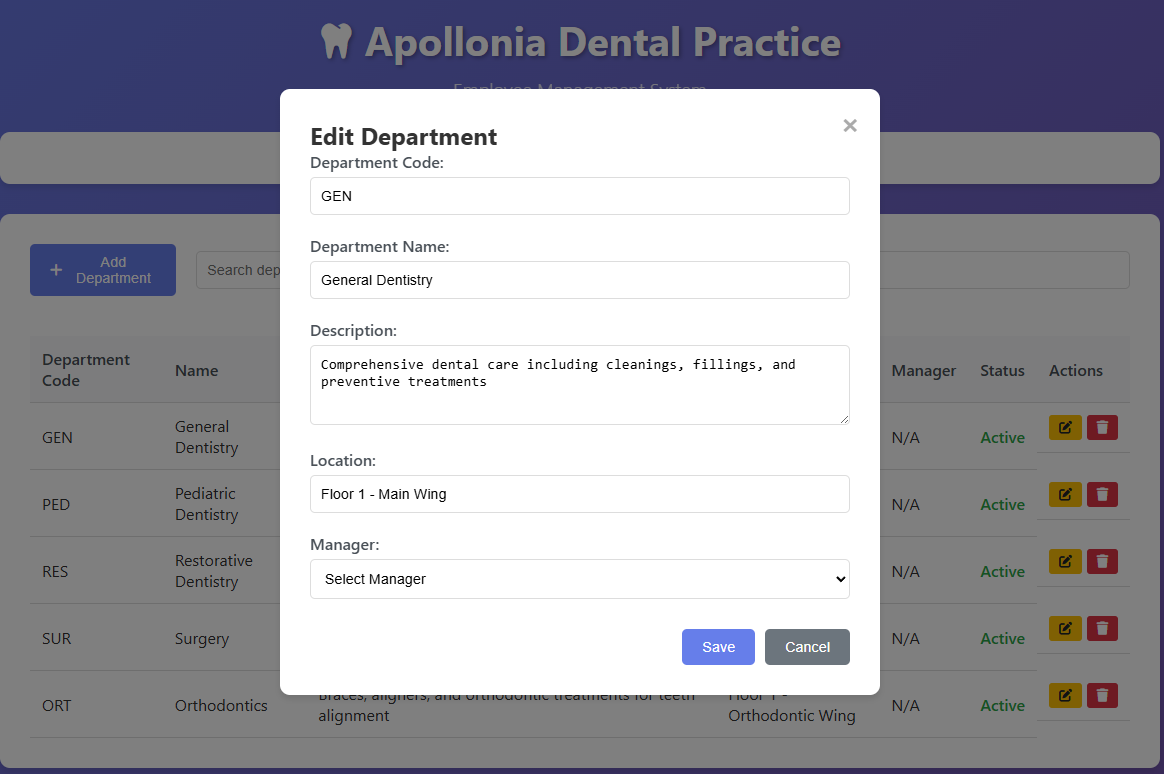 Apollonia Dental Practice
Employee Management System
Edit Department
×
Department Code:
GEN
Department Name:
General Dentistry
Description:
Comprehensive dental care including cleanings, fillings, and
preventive treatments
Location:
Floor 1 - Main Wing
Manager:
Select Manager
Save
Cancel
+ Add
Department
Search dep
Department
Code
Name
Manager
Status
Actions
GEN
General
Dentistry
N/A
Active
PED
Pediatric
Dentistry
N/A
Active
RES
Restorative
Dentistry
N/A
Active
SUR
Surgery
N/A
Active
ORT
Orthodontics
Braces, aligners, and orthodontic treatments for teeth
alignment
Floor 1 -
Orthodontic Wing
N/A
Active